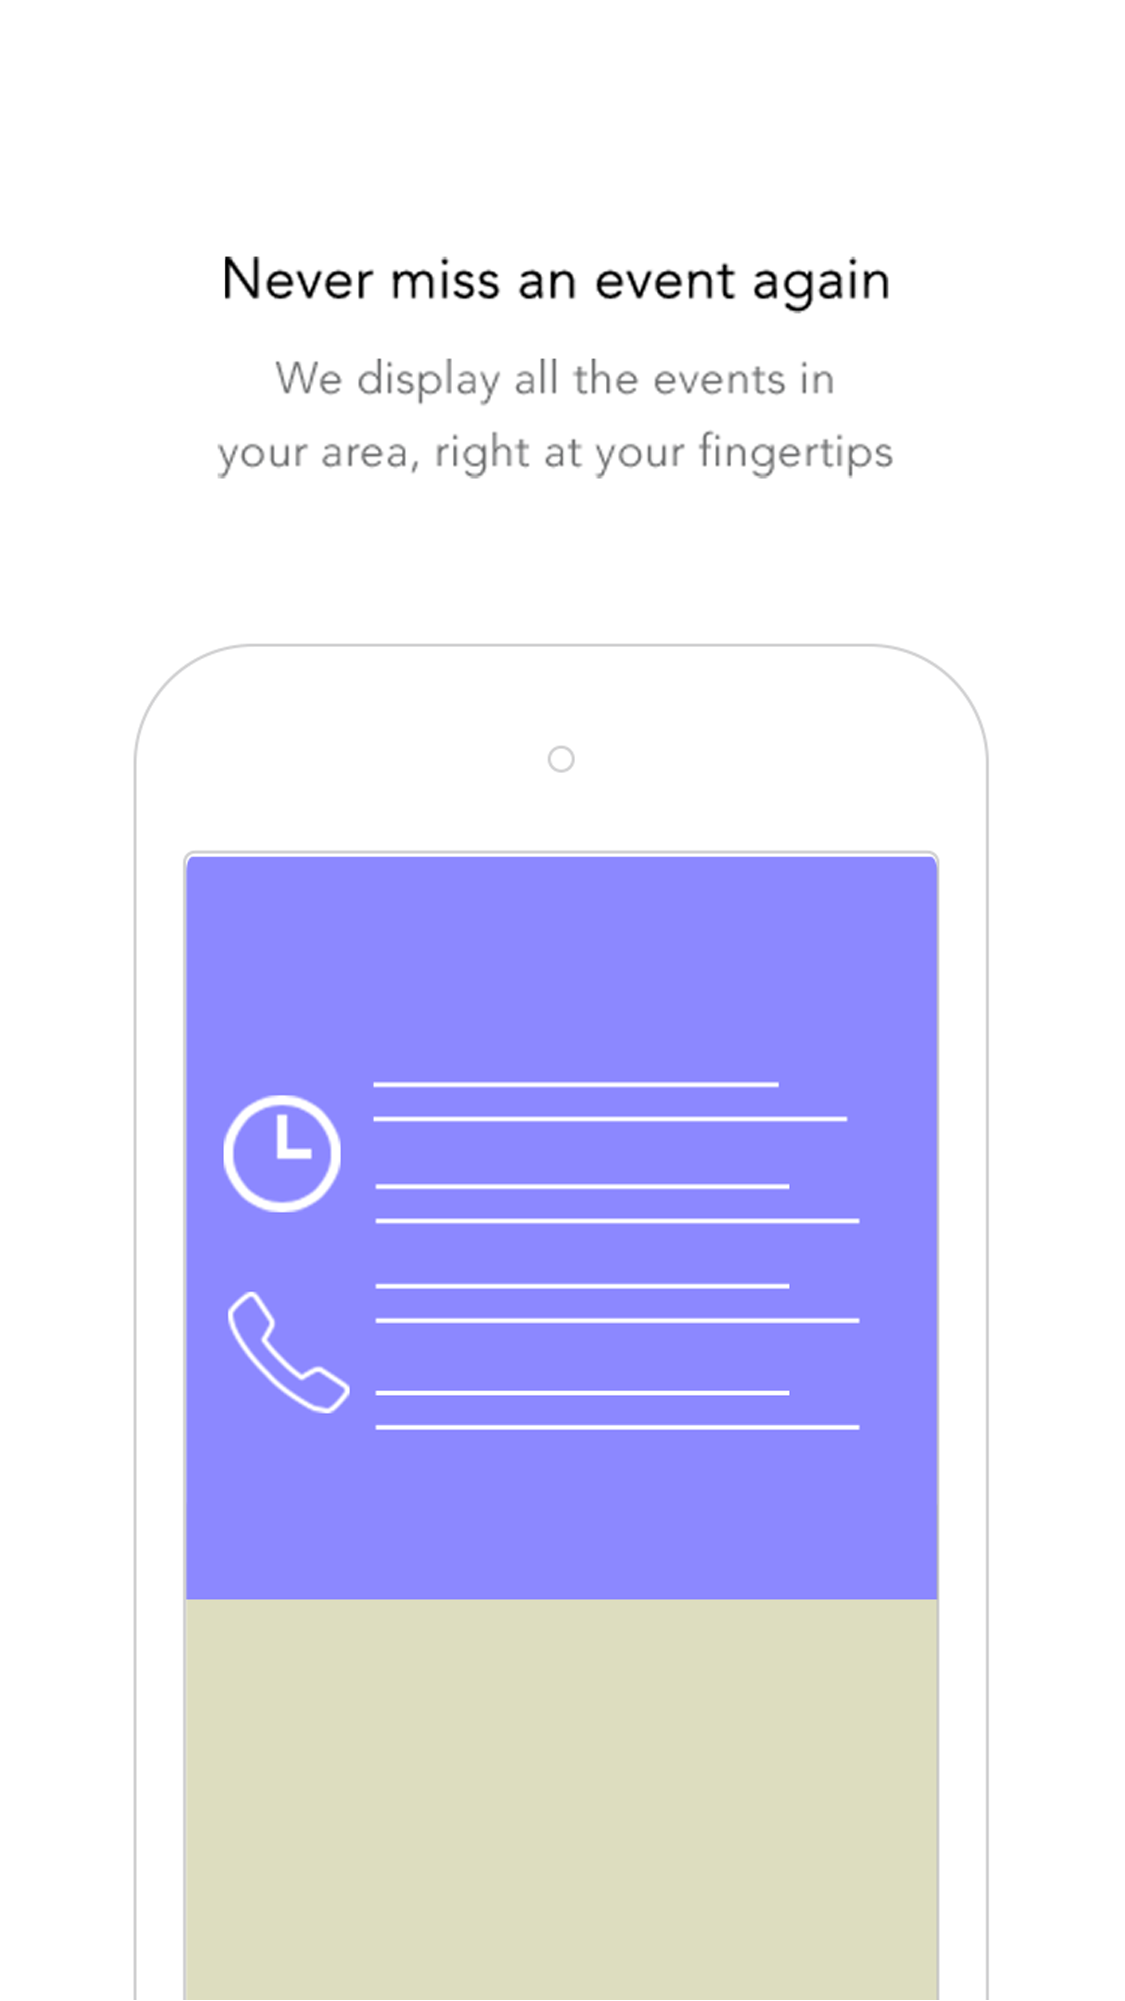 Never miss an event again
We display all the events in
your area, right at your fingertips